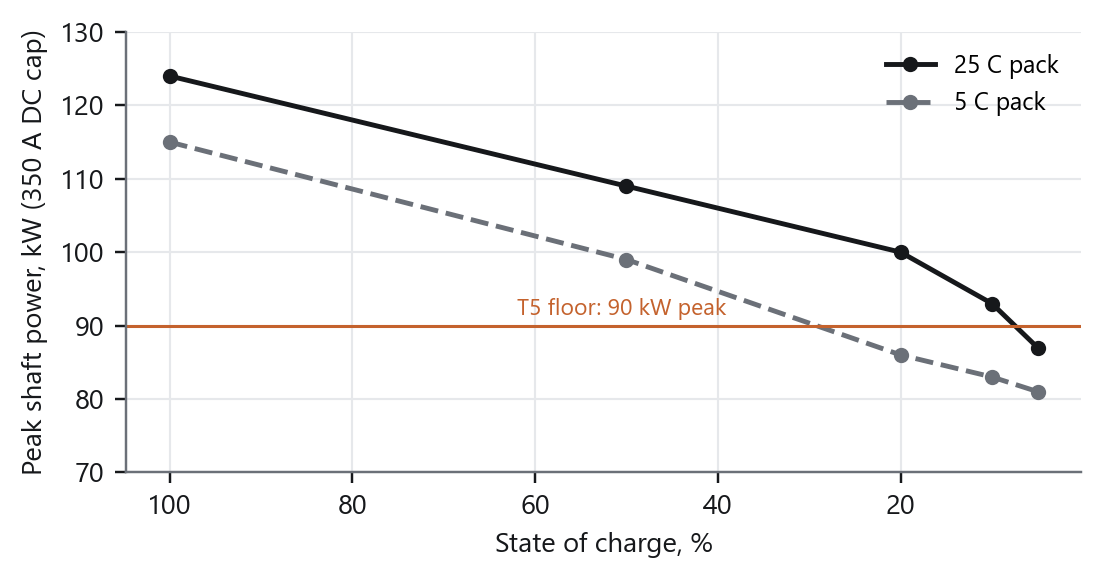 Peak shaft power, kW (350 A DC cap)
130
120
110
100
90
80
70
25 C pack
5 C pack
T5 floor: 90 kW peak
100
80
60
40
20
State of charge, %